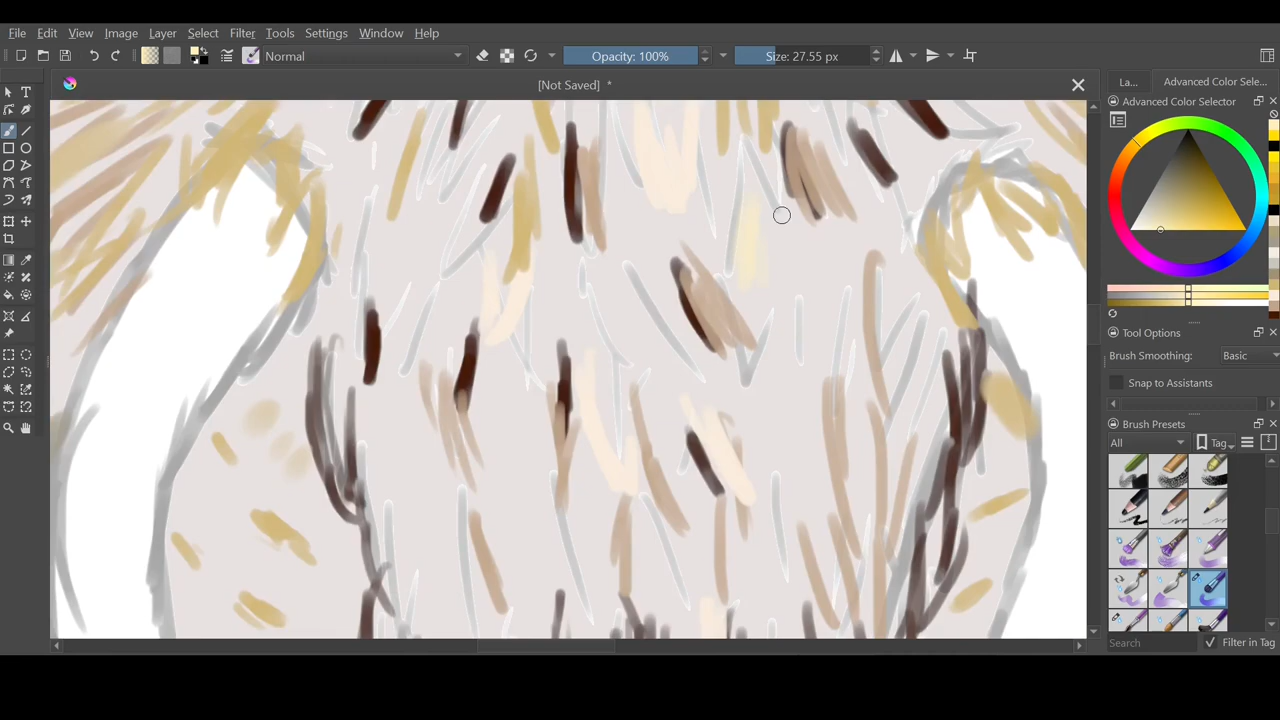 File Edit View Image Layer Select Filter Tools Settings Window Help
Normal Opacity: 100% Size: 27.55 px
[Not Saved] *
La... Advanced Color Sele...
Advanced Color Selector
Tool Options
Brush Smoothing: Basic
Snap to Assistants
Brush Presets
All Tag
Search Filter in Tag